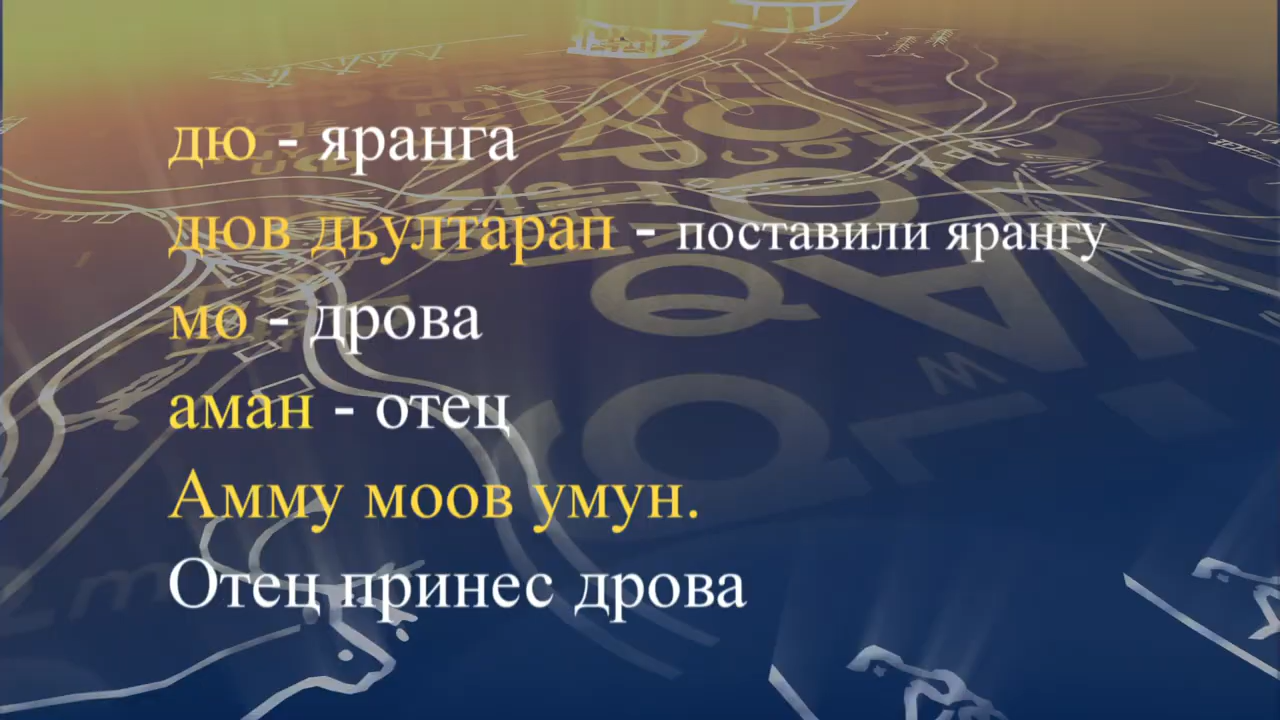 дю - яранга
дюв дьултарап - поставили ярангу
мо - дрова
аман - отец
Амму моов умун.
Отец принес дрова